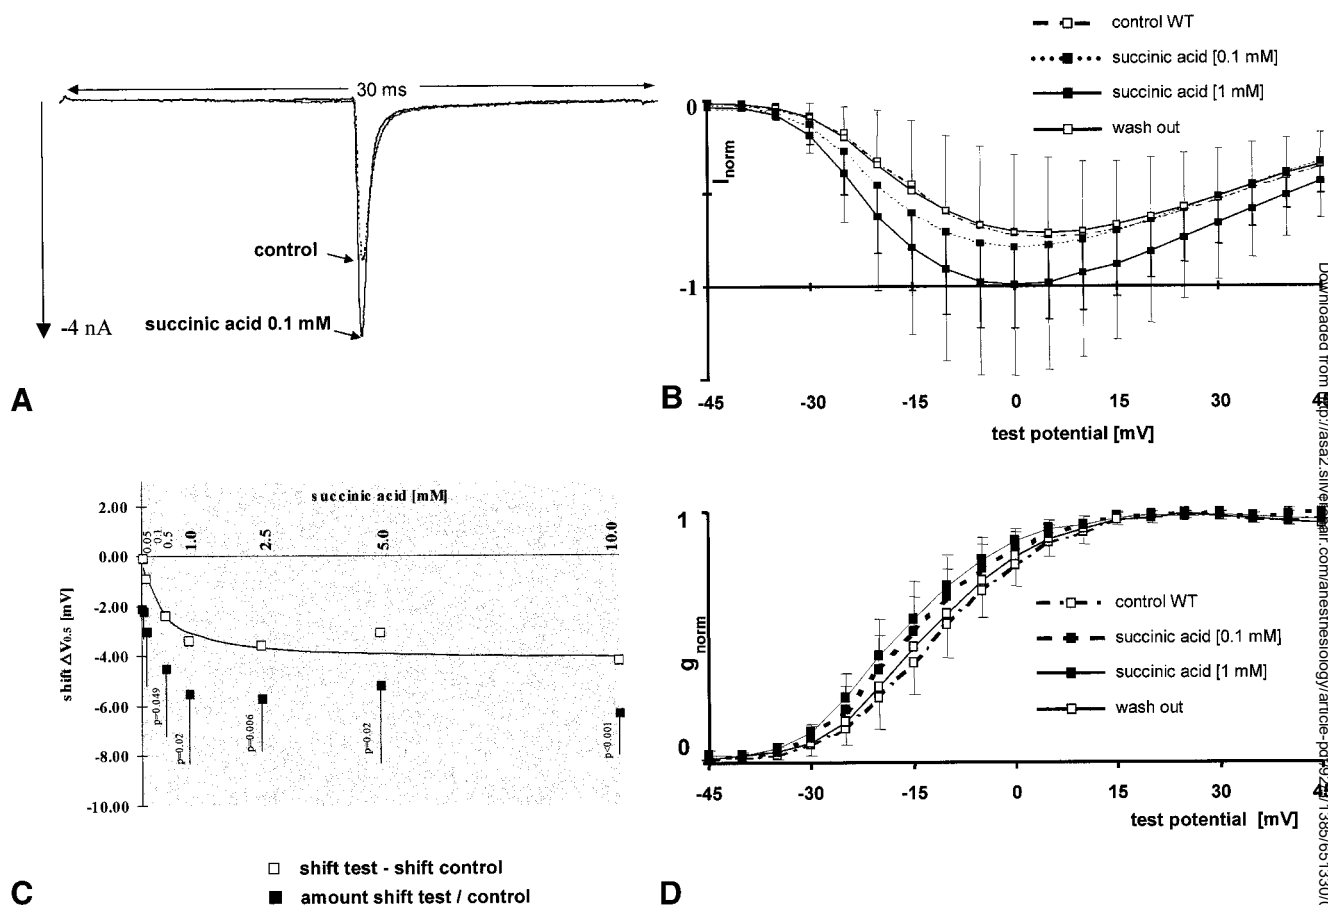 30 ms
control
succinic acid 0.1 mM
-4 nA
A
control WT
succinic acid [0.1 mM]
succinic acid [1 mM]
wash out
0
I norm
-1
-45 -30 -15 0 15 30 45
test potential [mV]
B
succinic acid [mM]
2.00
0.00
-2.00
-4.00
-6.00
-8.00
-10.00
0.05 0.1 0.5 1.0 2.5 5.0 10.0
shift ΔV0.5 [mV]
p=0.049
p=0.02
p=0.006
p=0.02
p<0.001
shift test - shift control
amount shift test / control
C
1
g norm
0
control WT
succinic acid [0.1 mM]
succinic acid [1 mM]
wash out
-45 -30 -15 0 15 30
test potential [mV]
D